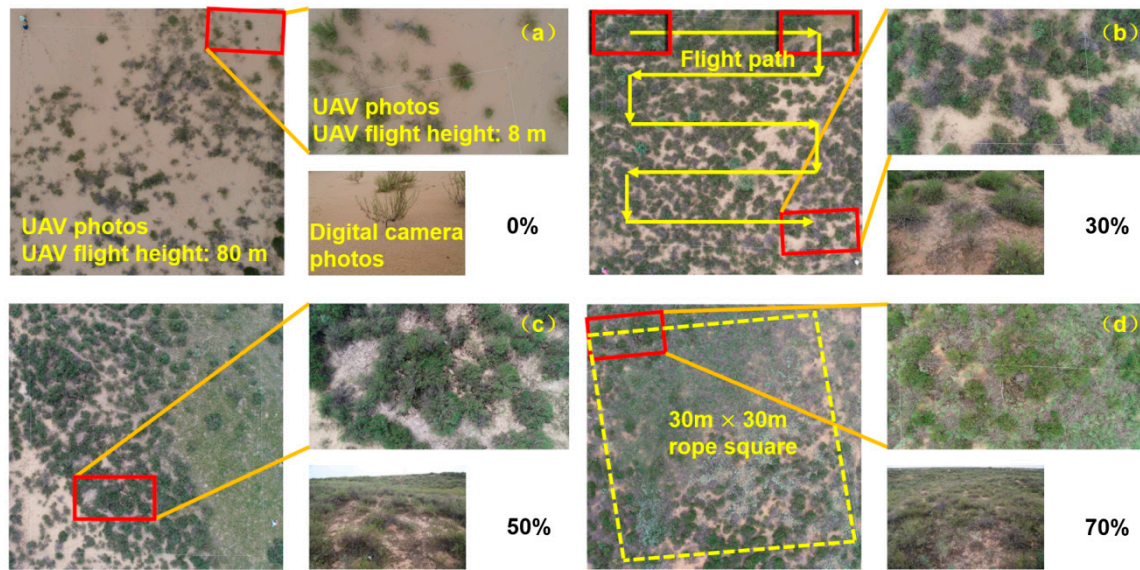 （a）
UAV photos
UAV flight height: 8 m
UAV photos
UAV flight height: 80 m
Digital camera
photos
0%
（b）
Flight path
30%
（c）
50%
（d）
30m × 30m
rope square
70%